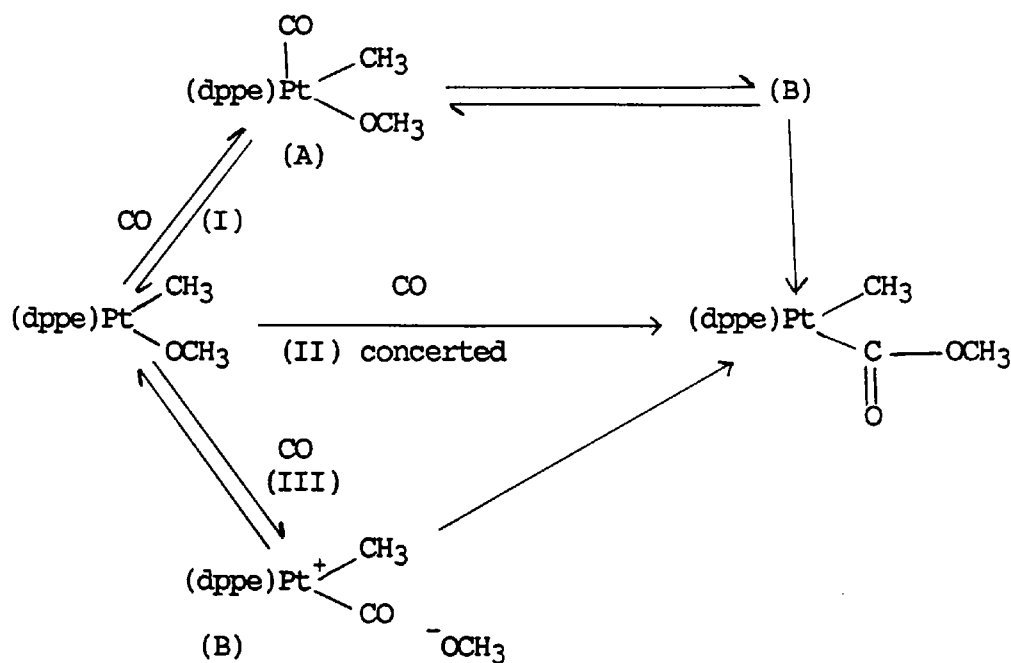 CO
(dppe)Pt CH3
OCH3
(B)
(A)
CO (I)
(dppe)Pt CH3
OCH3
CO
(II) concerted
(dppe)Pt CH3
C OCH3
O
CO
(III)
(dppe)Pt+ CH3
CO
(B) -OCH3